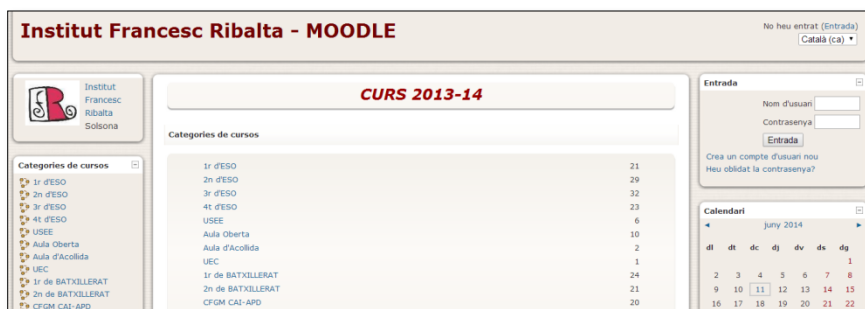 Institut Francesc Ribalta - MOODLE
No heu entrat (Entrada)
Català (ca)
Institut
Francesc
Ribalta
Solsona
Categories de cursos
1r d'ESO
2n d'ESO
3r d'ESO
4t d'ESO
USEE
Aula Oberta
Aula d'Acollida
UEC
1r de BATXILLERAT
2n de BATXILLERAT
CFGM CAI-APD
CURS 2013-14
Categories de cursos
1r d'ESO 21
2n d'ESO 29
3r d'ESO 32
4t d'ESO 23
USEE 6
Aula Oberta 10
Aula d'Acollida 2
UEC 1
1r de BATXILLERAT 24
2n de BATXILLERAT 21
CFGM CAI-APD 20
Entrada
Nom d'usuari
Contrasenya
Entrada
Crea un compte d'usuari nou
Heu oblidat la contrasenya?
Calendari
juny 2014
dl dt dc dj dv ds dg
1
2 3 4 5 6 7 8
9 10 11 12 13 14 15
16 17 18 19 20 21 22